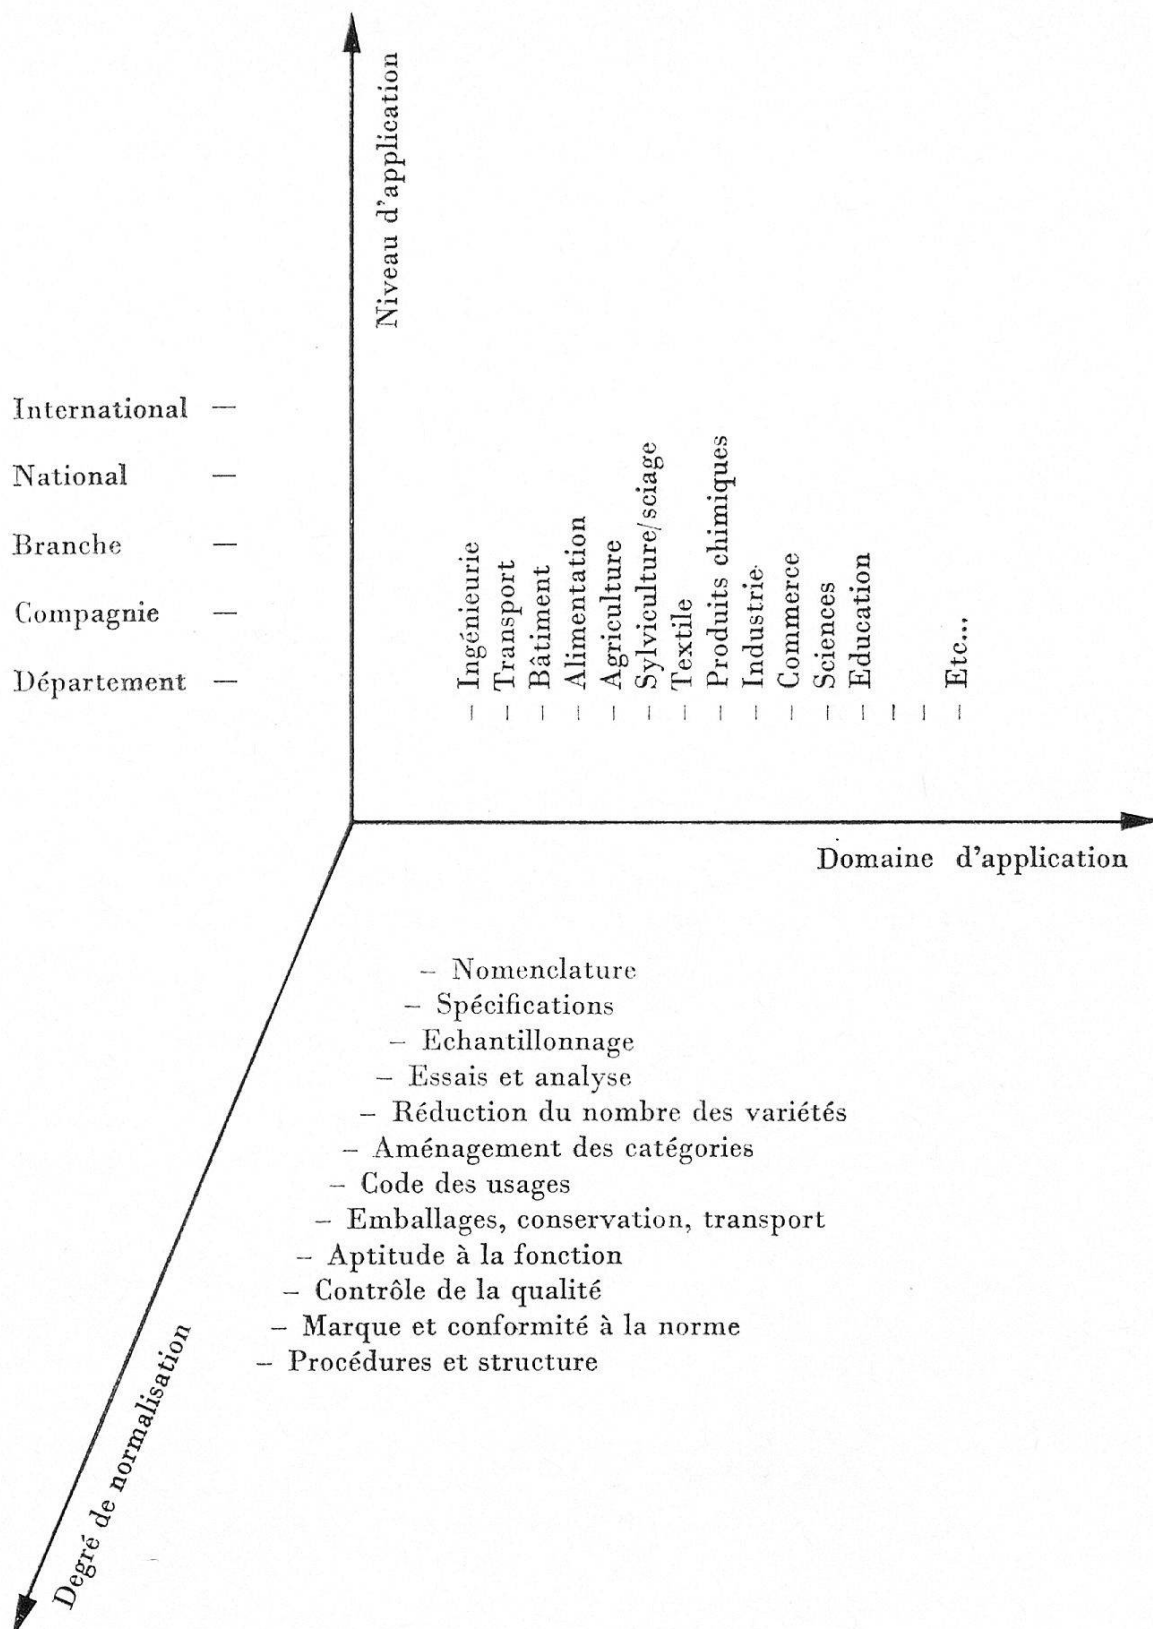 Niveau d'application
International —
National —
Branche —
Compagnie —
Département —
— Ingénieurie
— Transport
— Bâtiment
— Alimentation
— Agriculture
— Sylviculture/sciage
— Textile
— Produits chimiques
— Industrie
— Commerce
— Sciences
— Education
— Etc...
Domaine d'application
– Nomenclature
– Spécifications
– Echantillonnage
– Essais et analyse
– Réduction du nombre des variétés
– Aménagement des catégories
– Code des usages
– Emballages, conservation, transport
– Aptitude à la fonction
– Contrôle de la qualité
– Marque et conformité à la norme
– Procédures et structure
Degré de normalisation